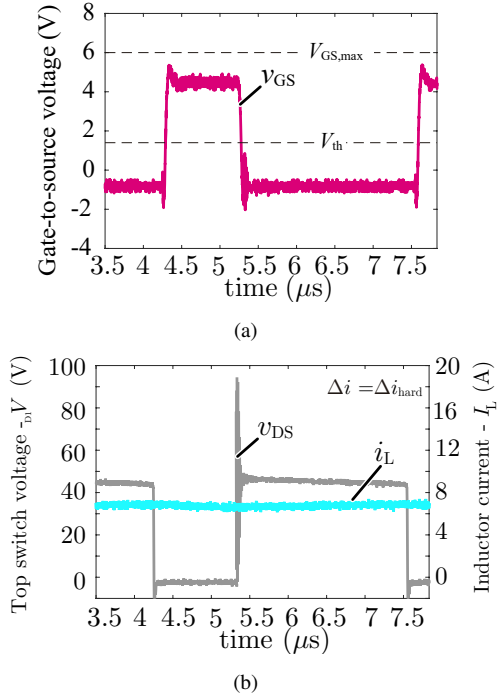 Gate-to-source voltage (V)
8
6
4
2
0
-2
-4
V_GS,max
v_GS
V_th
3.5 4 4.5 5 5.5 6 6.5 7 7.5
time (μs)
(a)
Top switch voltage - V (V)
100
80
60
40
20
0
Δi = Δi_hard
v_DS
i_L
20
16
12
8
4
0
Inductor current - I_L (A)
3.5 4 4.5 5 5.5 6 6.5 7 7.5
time (μs)
(b)